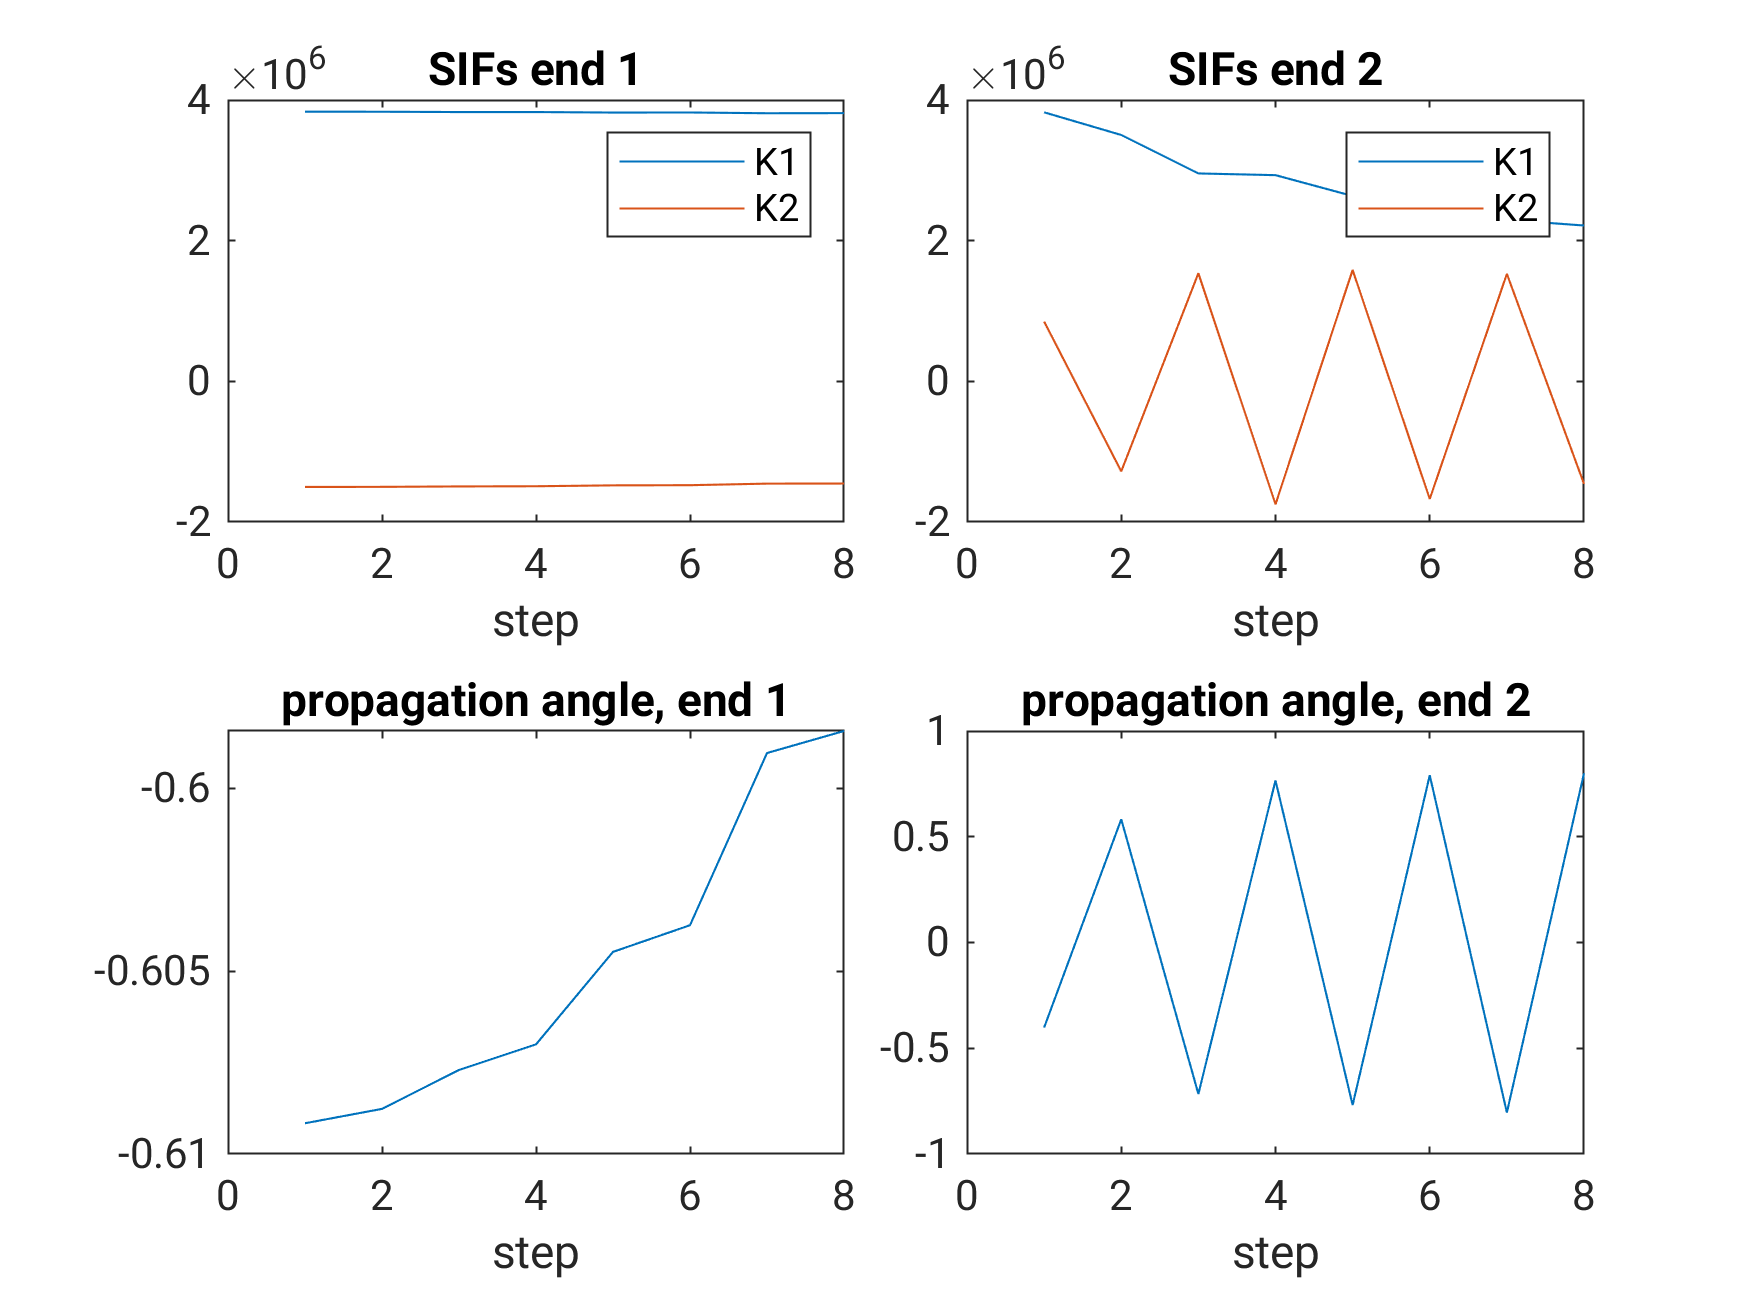 ×10^6
SIFs end 1
4
2
0
-2
K1
K2
0 2 4 6 8
step
×10^6
SIFs end 2
4
2
0
-2
K1
K2
0 2 4 6 8
step
propagation angle, end 1
-0.6
-0.605
-0.61
0 2 4 6 8
step
propagation angle, end 2
1
0.5
0
-0.5
-1
0 2 4 6 8
step